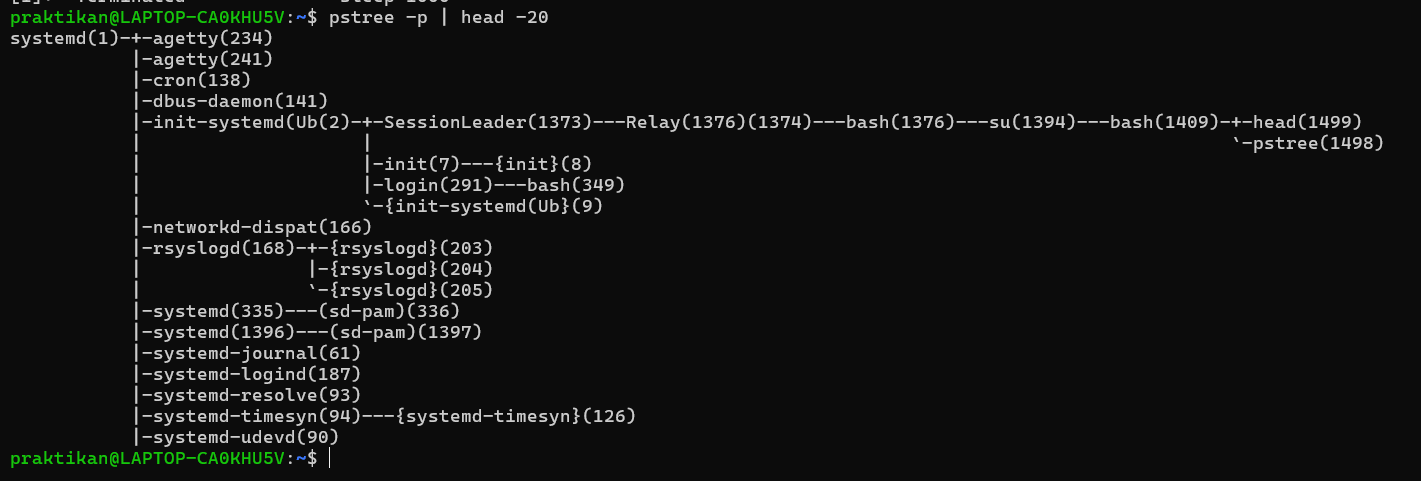 praktikan@LAPTOP-CA0KHU5V:~$ pstree -p | head -20
systemd(1)-+-agetty(234)
           |-agetty(241)
           |-cron(138)
           |-dbus-daemon(141)
           |-init-systemd(Ub(2)-+-SessionLeader(1373)---Relay(1376)(1374)---bash(1376)---su(1394)---bash(1409)-+-head(1499)
           |                    |                                                                              `-pstree(1498)
           |                    |-init(7)---{init}(8)
           |                    |-login(291)---bash(349)
           |                    `-{init-systemd(Ub}(9)
           |-networkd-dispat(166)
           |-rsyslogd(168)-+-{rsyslogd}(203)
           |               |-{rsyslogd}(204)
           |               `-{rsyslogd}(205)
           |-systemd(335)---(sd-pam)(336)
           |-systemd(1396)---(sd-pam)(1397)
           |-systemd-journal(61)
           |-systemd-logind(187)
           |-systemd-resolve(93)
           |-systemd-timesyn(94)---{systemd-timesyn}(126)
           |-systemd-udevd(90)
praktikan@LAPTOP-CA0KHU5V:~$